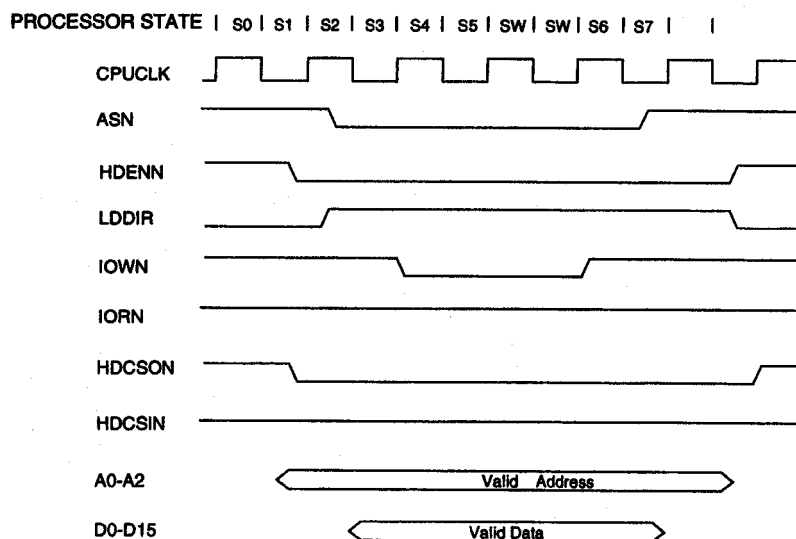 PROCESSOR STATE | S0 | S1 | S2 | S3 | S4 | S5 | SW | SW | S6 | S7 | |
CPUCLK
ASN
HDENN
LDDIR
IOWN
IORN
HDCSON
HDCSIN
A0-A2 Valid Address
D0-D15 Valid Data